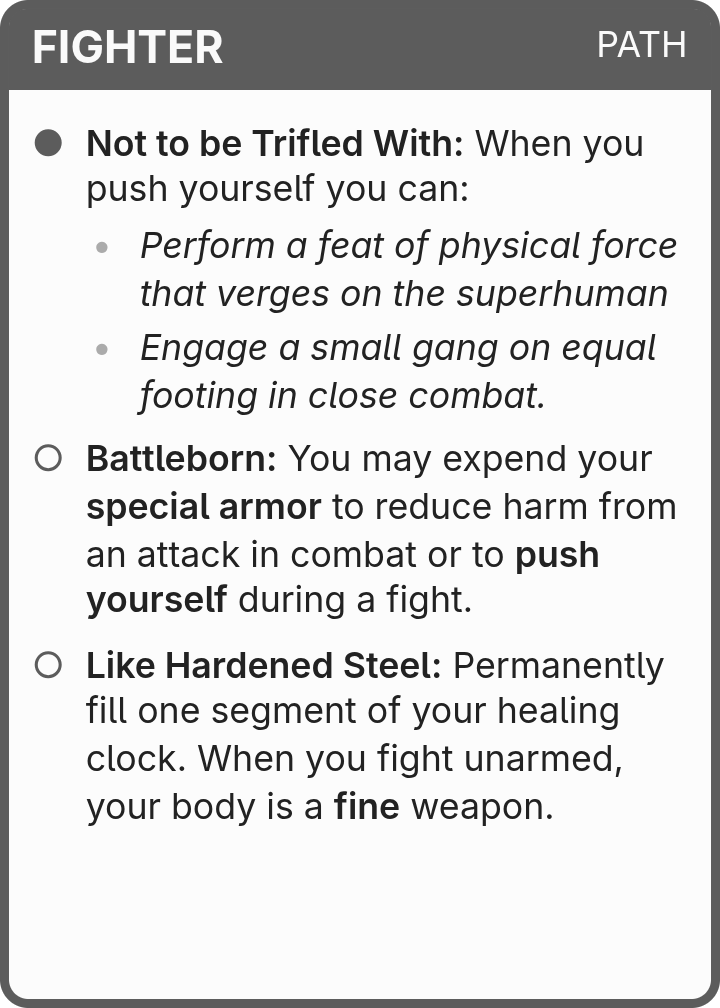 FIGHTER PATH
Not to be Trifled With: When you
push yourself you can:
Perform a feat of physical force
that verges on the superhuman
Engage a small gang on equal
footing in close combat.
Battleborn: You may expend your
special armor to reduce harm from
an attack in combat or to push
yourself during a fight.
Like Hardened Steel: Permanently
fill one segment of your healing
clock. When you fight unarmed,
your body is a fine weapon.